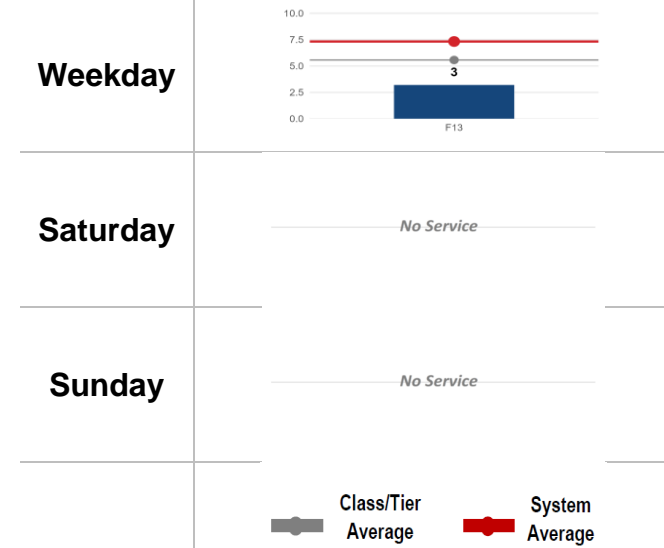 Weekday
10.0
7.5
5.0
2.5
0.0
3
F13
Saturday
No Service
Sunday
No Service
Class/Tier
Average
System
Average